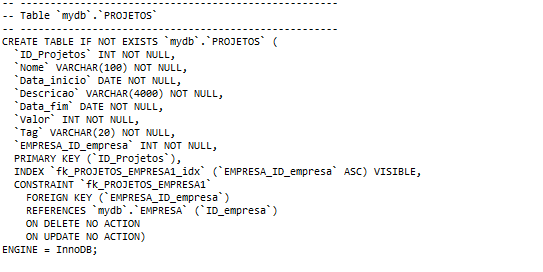 -- -----------------------------------------------------
-- Table `mydb`.`PROJETOS`
-- -----------------------------------------------------
CREATE TABLE IF NOT EXISTS `mydb`.`PROJETOS` (
  `ID_Projetos` INT NOT NULL,
  `Nome` VARCHAR(100) NOT NULL,
  `Data_inicio` DATE NOT NULL,
  `Descricao` VARCHAR(4000) NOT NULL,
  `Data_fim` DATE NOT NULL,
  `Valor` INT NOT NULL,
  `Tag` VARCHAR(20) NOT NULL,
  `EMPRESA_ID_empresa` INT NOT NULL,
  PRIMARY KEY (`ID_Projetos`),
  INDEX `fk_PROJETOS_EMPRESA1_idx` (`EMPRESA_ID_empresa` ASC) VISIBLE,
  CONSTRAINT `fk_PROJETOS_EMPRESA1`
    FOREIGN KEY (`EMPRESA_ID_empresa`)
    REFERENCES `mydb`.`EMPRESA` (`ID_empresa`)
    ON DELETE NO ACTION
    ON UPDATE NO ACTION)
ENGINE = InnoDB;